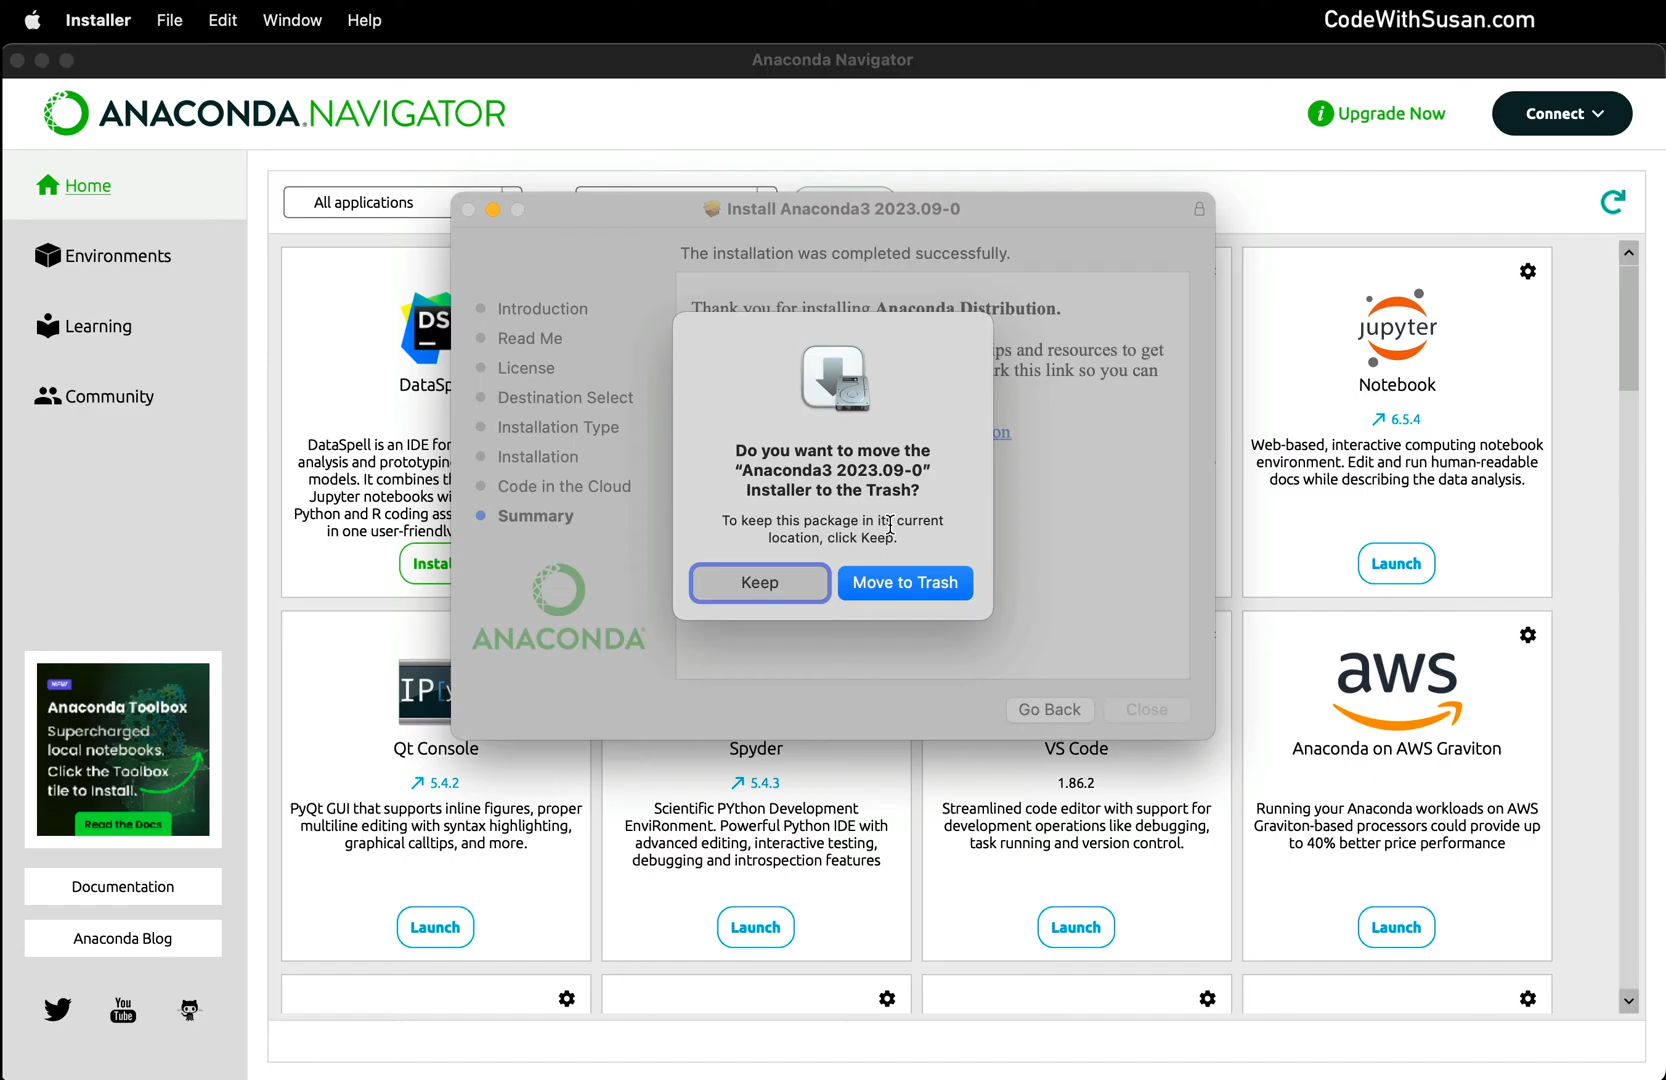 Installer File Edit Window Help
CodeWithSusan.com
Anaconda Navigator
ANACONDA.NAVIGATOR
i Upgrade Now
Connect
Home
Environments
Learning
Community
NEW!
Anaconda Toolbox
Supercharged
local notebooks.
Click the Toolbox
tile to install.
Read the Docs
Documentation
Anaconda Blog
You
Tube
All applications
Install Anaconda3 2023.09-0
The installation was completed successfully.
Introduction
Read Me
License
Destination Select
Installation Type
Installation
Code in the Cloud
Summary
ANACONDA
Thank you for installing Anaconda Distribution.
ps and resources to get
rk this link so you can
on
Go Back
Close
Do you want to move the
“Anaconda3 2023.09-0”
Installer to the Trash?
To keep this package in its current
location, click Keep.
Keep
Move to Trash
DS
DataSp
DataSpell is an IDE for
analysis and prototypin
models. It combines t
Jupyter notebooks wi
Python and R coding ass
in one user-friendly
Insta
jupyter
Notebook
6.5.4
Web-based, interactive computing notebook
environment. Edit and run human-readable
docs while describing the data analysis.
Launch
IP[y
Qt Console
5.4.2
PyQt GUI that supports inline figures, proper
multiline editing with syntax highlighting,
graphical calltips, and more.
Launch
Spyder
5.4.3
Scientific PYthon Development
EnviRonment. Powerful Python IDE with
advanced editing, interactive testing,
debugging and introspection features
Launch
VS Code
1.86.2
Streamlined code editor with support for
development operations like debugging,
task running and version control.
Launch
aws
Anaconda on AWS Graviton
Running your Anaconda workloads on AWS
Graviton-based processors could provide up
to 40% better price performance
Launch